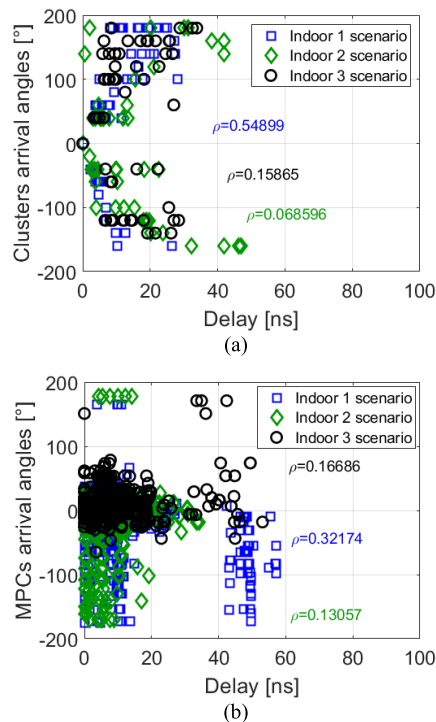 200
Indoor 1 scenario
Indoor 2 scenario
Indoor 3 scenario
100
ρ=0.54899
0
ρ=0.15865
-100
ρ=0.068596
-200
0 20 40 60 80 100
Clusters arrival angles [°]
Delay [ns]
(a)
200
Indoor 1 scenario
Indoor 2 scenario
Indoor 3 scenario
100
ρ=0.16686
0
ρ=0.32174
-100
ρ=0.13057
-200
0 20 40 60 80 100
MPCs arrival angles [°]
Delay [ns]
(b)